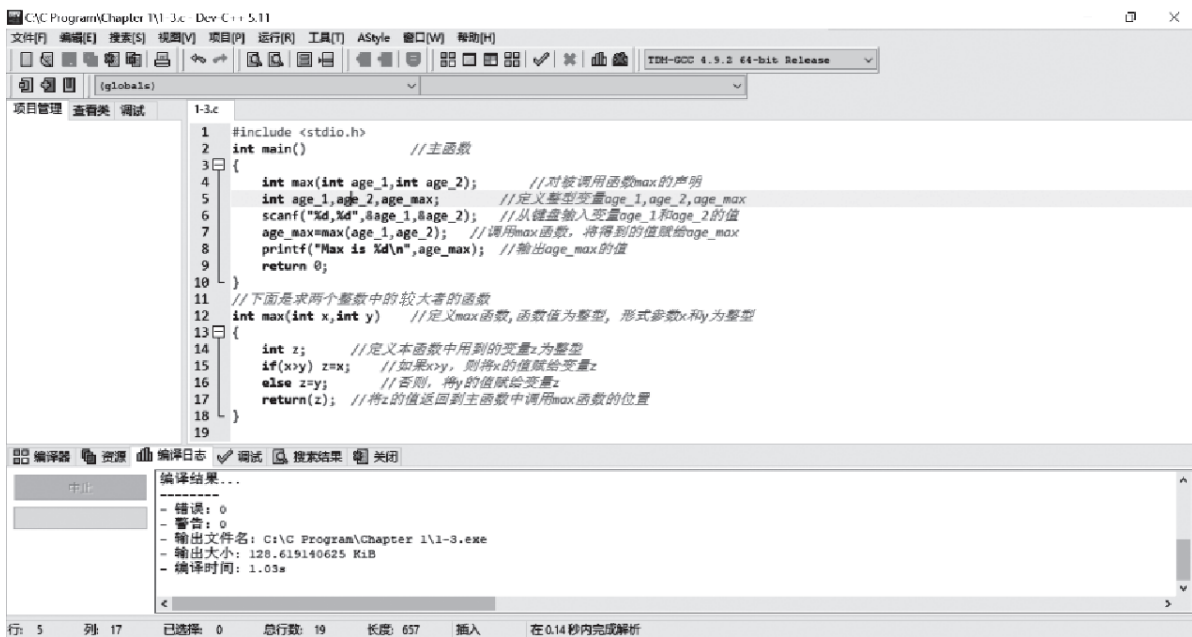 C:\C Program\Chapter 1\1-3.c - Dev-C++ 5.11
文件[F] 编辑[E] 搜索[S] 视图[V] 项目[P] 运行[R] 工具[T] AStyle 窗口[W] 帮助[H]
TDM-GCC 4.9.2 64-bit Release
(globals)
项目管理 查看类 调试 1-3.c
1 #include <stdio.h>
2 int main() //主函数
3 {
4 int max(int age_1,int age_2); //对被调用函数max的声明
5 int age_1,age_2,age_max; //定义整型变量age_1,age_2,age_max
6 scanf("%d,%d",&age_1,&age_2); //从键盘输入变量age_1和age_2的值
7 age_max=max(age_1,age_2); //调用max函数，将得到的值赋给age_max
8 printf("Max is %d\n",age_max); //输出age_max的值
9 return 0;
10 }
11 //下面是求两个整数中的较大者的函数
12 int max(int x,int y) //定义max函数,函数值为整型, 形式参数x和y为整型
13 {
14 int z; //定义本函数中用到的变量z为整型
15 if(x>y) z=x; //如果x>y，则将x的值赋给变量z
16 else z=y; //否则，将y的值赋给变量z
17 return(z); //将z的值返回到主函数中调用max函数的位置
18 }
19
编译器 资源 编译日志 调试 搜索结果 关闭
中止
编译结果...
--------
- 错误: 0
- 警告: 0
- 输出文件名: C:\C Program\Chapter 1\1-3.exe
- 输出大小: 128.619140625 KiB
- 编译时间: 1.03s
行: 5 列: 17 已选择: 0 总行数: 19 长度: 657 插入 在 0.14 秒内完成解析